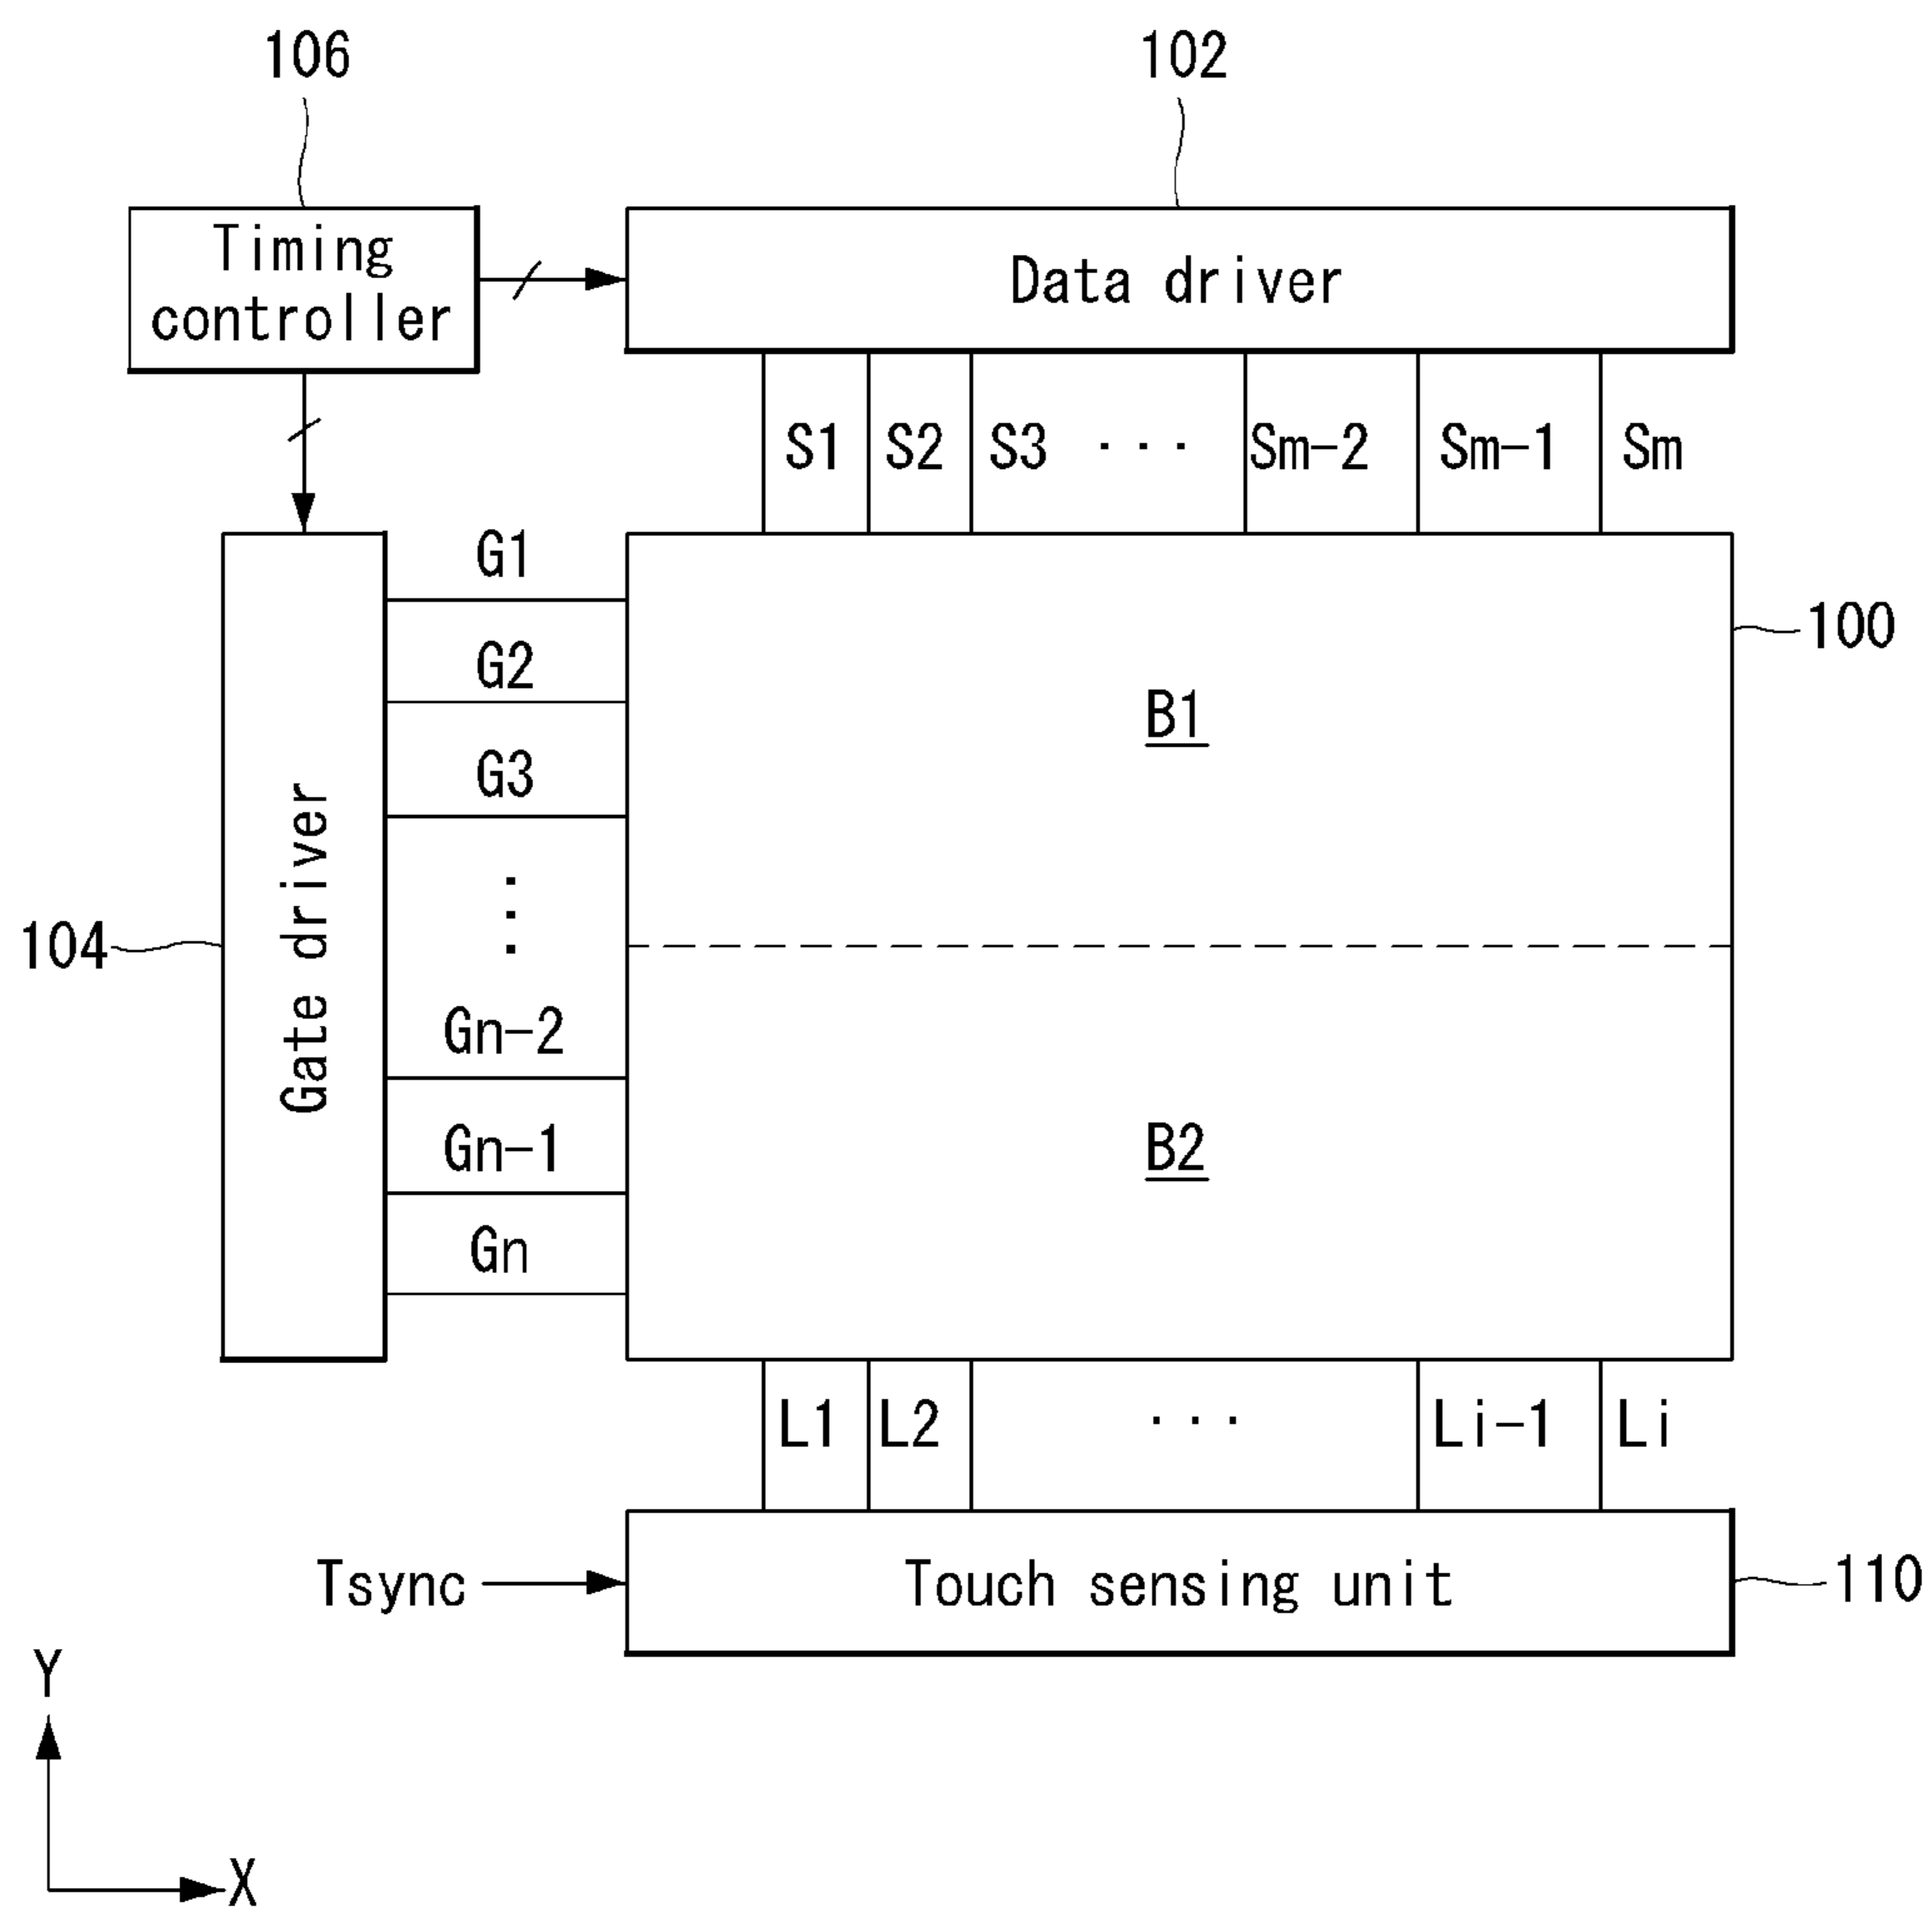 106
102
Timing
controller
Data driver
S1 S2 S3 ··· Sm-2 Sm-1 Sm
G1
G2
G3
Gn-2
Gn-1
Gn
Gate driver
104
B1
100
B2
L1 L2 ··· Li-1 Li
Tsync
Touch sensing unit
110
Y
X